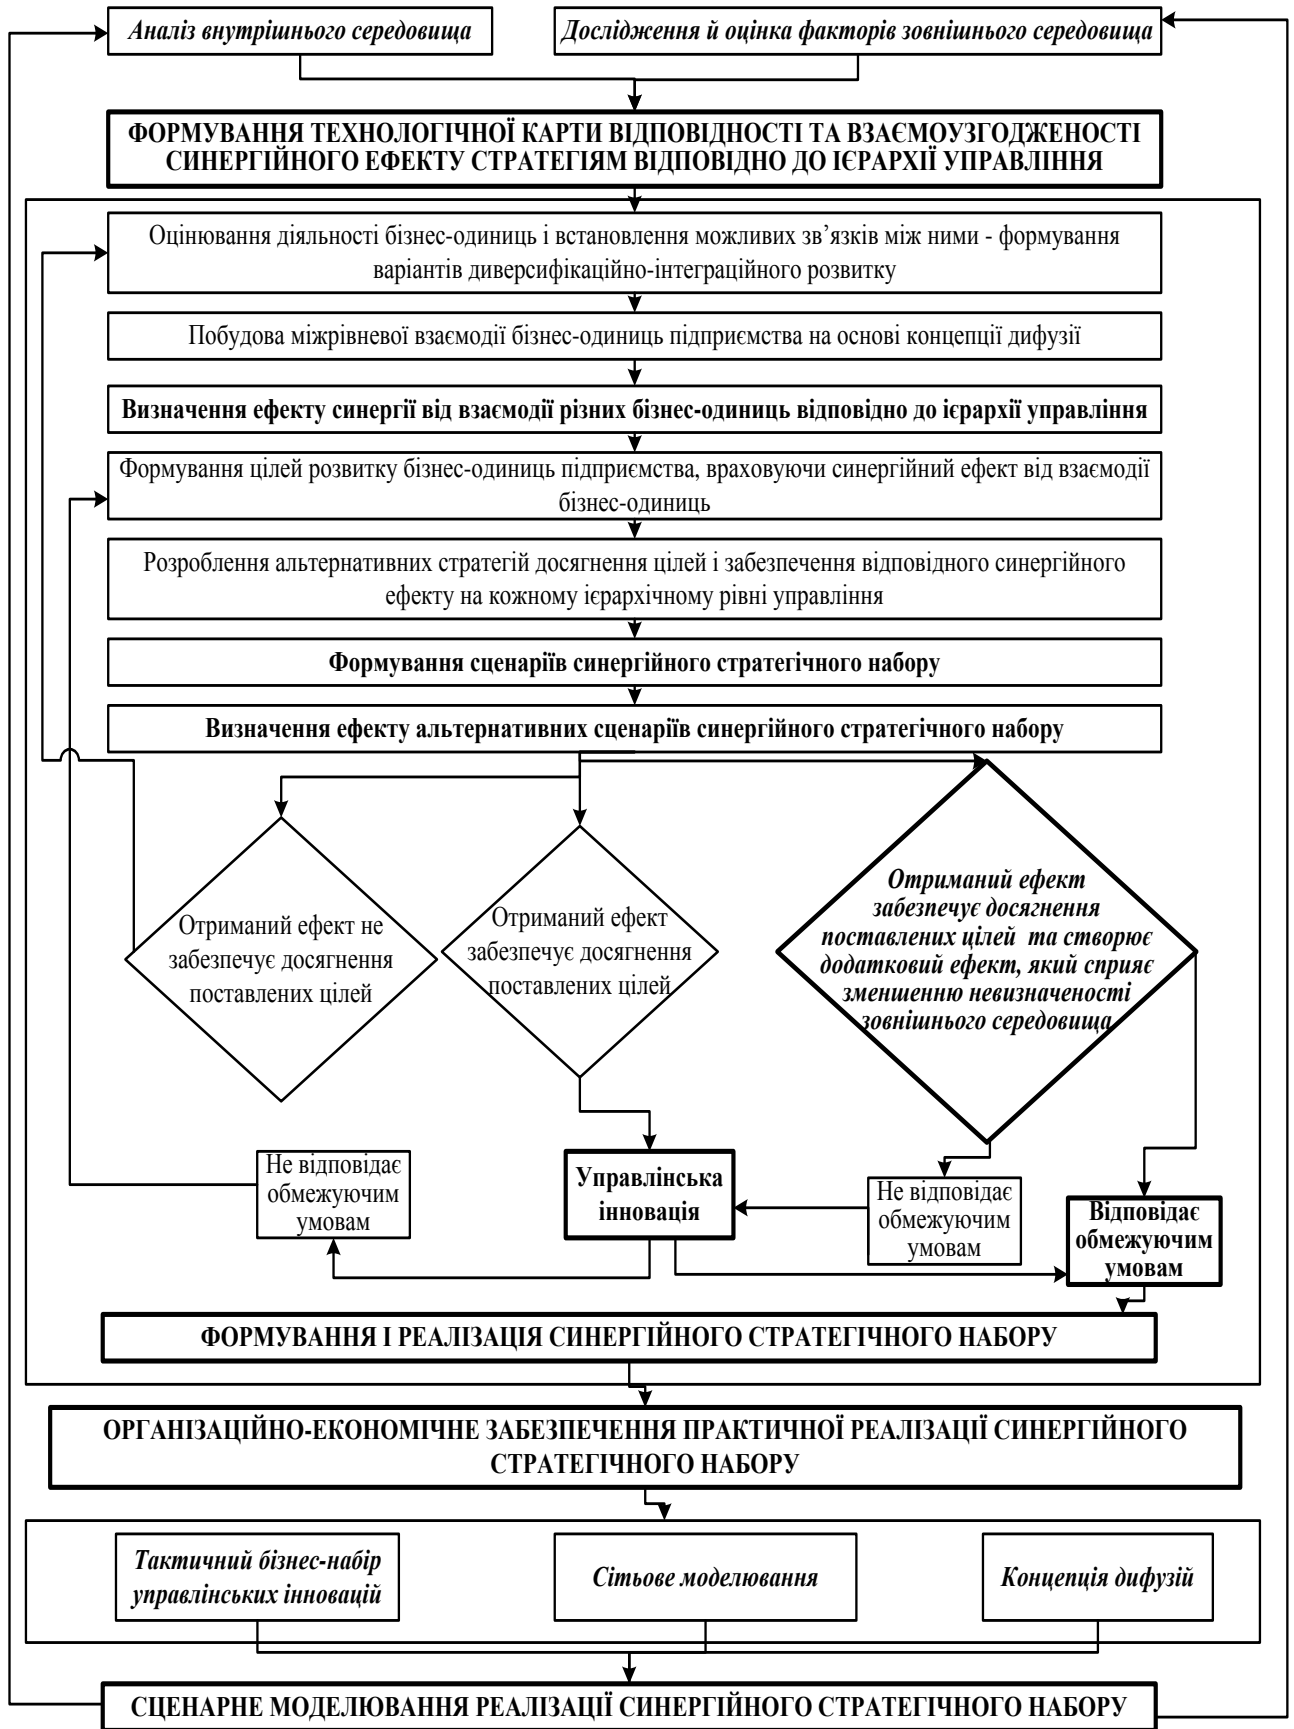 Аналіз внутрішнього середовища
Дослідження й оцінка факторів зовнішнього середовища
ФОРМУВАННЯ ТЕХНОЛОГІЧНОЇ КАРТИ ВІДПОВІДНОСТІ ТА ВЗАЄМОУЗГОДЖЕНОСТІ
СИНЕРГІЙНОГО ЕФЕКТУ СТРАТЕГІЯМ ВІДПОВІДНО ДО ІЄРАРХІЇ УПРАВЛІННЯ
Оцінювання діяльності бізнес-одиниць і встановлення можливих зв’язків між ними - формування
варіантів диверсифікаційно-інтеграційного розвитку
Побудова міжрівневої взаємодії бізнес-одиниць підприємства на основі концепції дифузії
Визначення ефекту синергії від взаємодії різних бізнес-одиниць відповідно до ієрархії управління
Формування цілей розвитку бізнес-одиниць підприємства, враховуючи синергійний ефект від взаємодії
бізнес-одиниць
Розроблення альтернативних стратегій досягнення цілей і забезпечення відповідного синергійного
ефекту на кожному ієрархічному рівні управління
Формування сценаріїв синергійного стратегічного набору
Визначення ефекту альтернативних сценаріїв синергійного стратегічного набору
Отриманий ефект не
забезпечує досягнення
поставлених цілей
Отриманий ефект
забезпечує досягнення
поставлених цілей
Отриманий ефект
забезпечує досягнення
поставлених цілей та створює
додатковий ефект, який сприяє
зменшенню невизначеності
зовнішнього середовища
Не відповідає
обмежуючим
умовам
Управлінська
інновація
Не відповідає
обмежуючим
умовам
Відповідає
обмежуючим
умовам
ФОРМУВАННЯ І РЕАЛІЗАЦІЯ СИНЕРГІЙНОГО СТРАТЕГІЧНОГО НАБОРУ
ОРГАНІЗАЦІЙНО-ЕКОНОМІЧНЕ ЗАБЕЗПЕЧЕННЯ ПРАКТИЧНОЇ РЕАЛІЗАЦІЇ СИНЕРГІЙНОГО
СТРАТЕГІЧНОГО НАБОРУ
Тактичний бізнес-набір
управлінських інновацій
Сітьове моделювання
Концепція дифузій
СЦЕНАРНЕ МОДЕЛЮВАННЯ РЕАЛІЗАЦІЇ СИНЕРГІЙНОГО СТРАТЕГІЧНОГО НАБОРУ